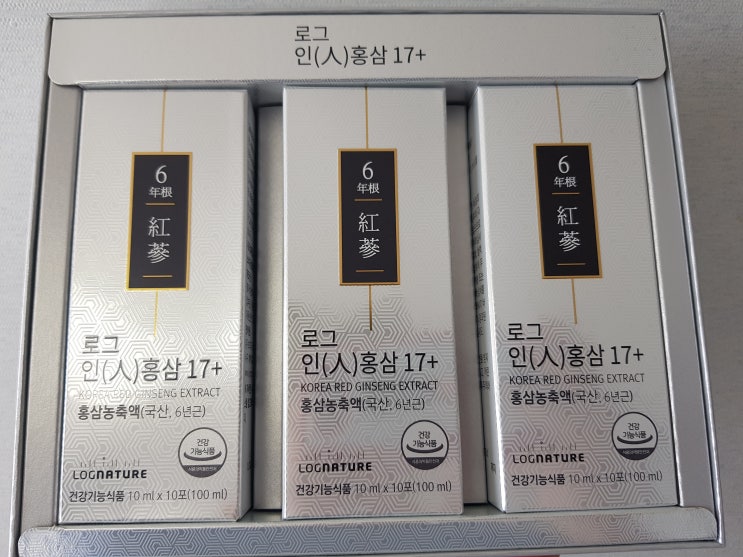 로그
인(人)홍삼 17+
6
年根
紅蔘
로그
인(人)홍삼 17+
KOREA RED GINSENG EXTRACT
홍삼농축액(국산, 6년근)
건강
기능식품
LOGNATURE
건강기능식품 10 ml x 10포(100 ml)
6
年根
紅蔘
로그
인(人)홍삼 17+
KOREA RED GINSENG EXTRACT
홍삼농축액(국산, 6년근)
건강
기능식품
LOGNATURE
건강기능식품 10 ml x 10포(100 ml)
6
年根
紅蔘
로그
인(人)홍삼 17+
KOREA RED GINSENG EXTRACT
홍삼농축액(국산, 6년근)
건강
기능식품
LOGNATURE
건강기능식품 10 ml x 10포(100 ml)